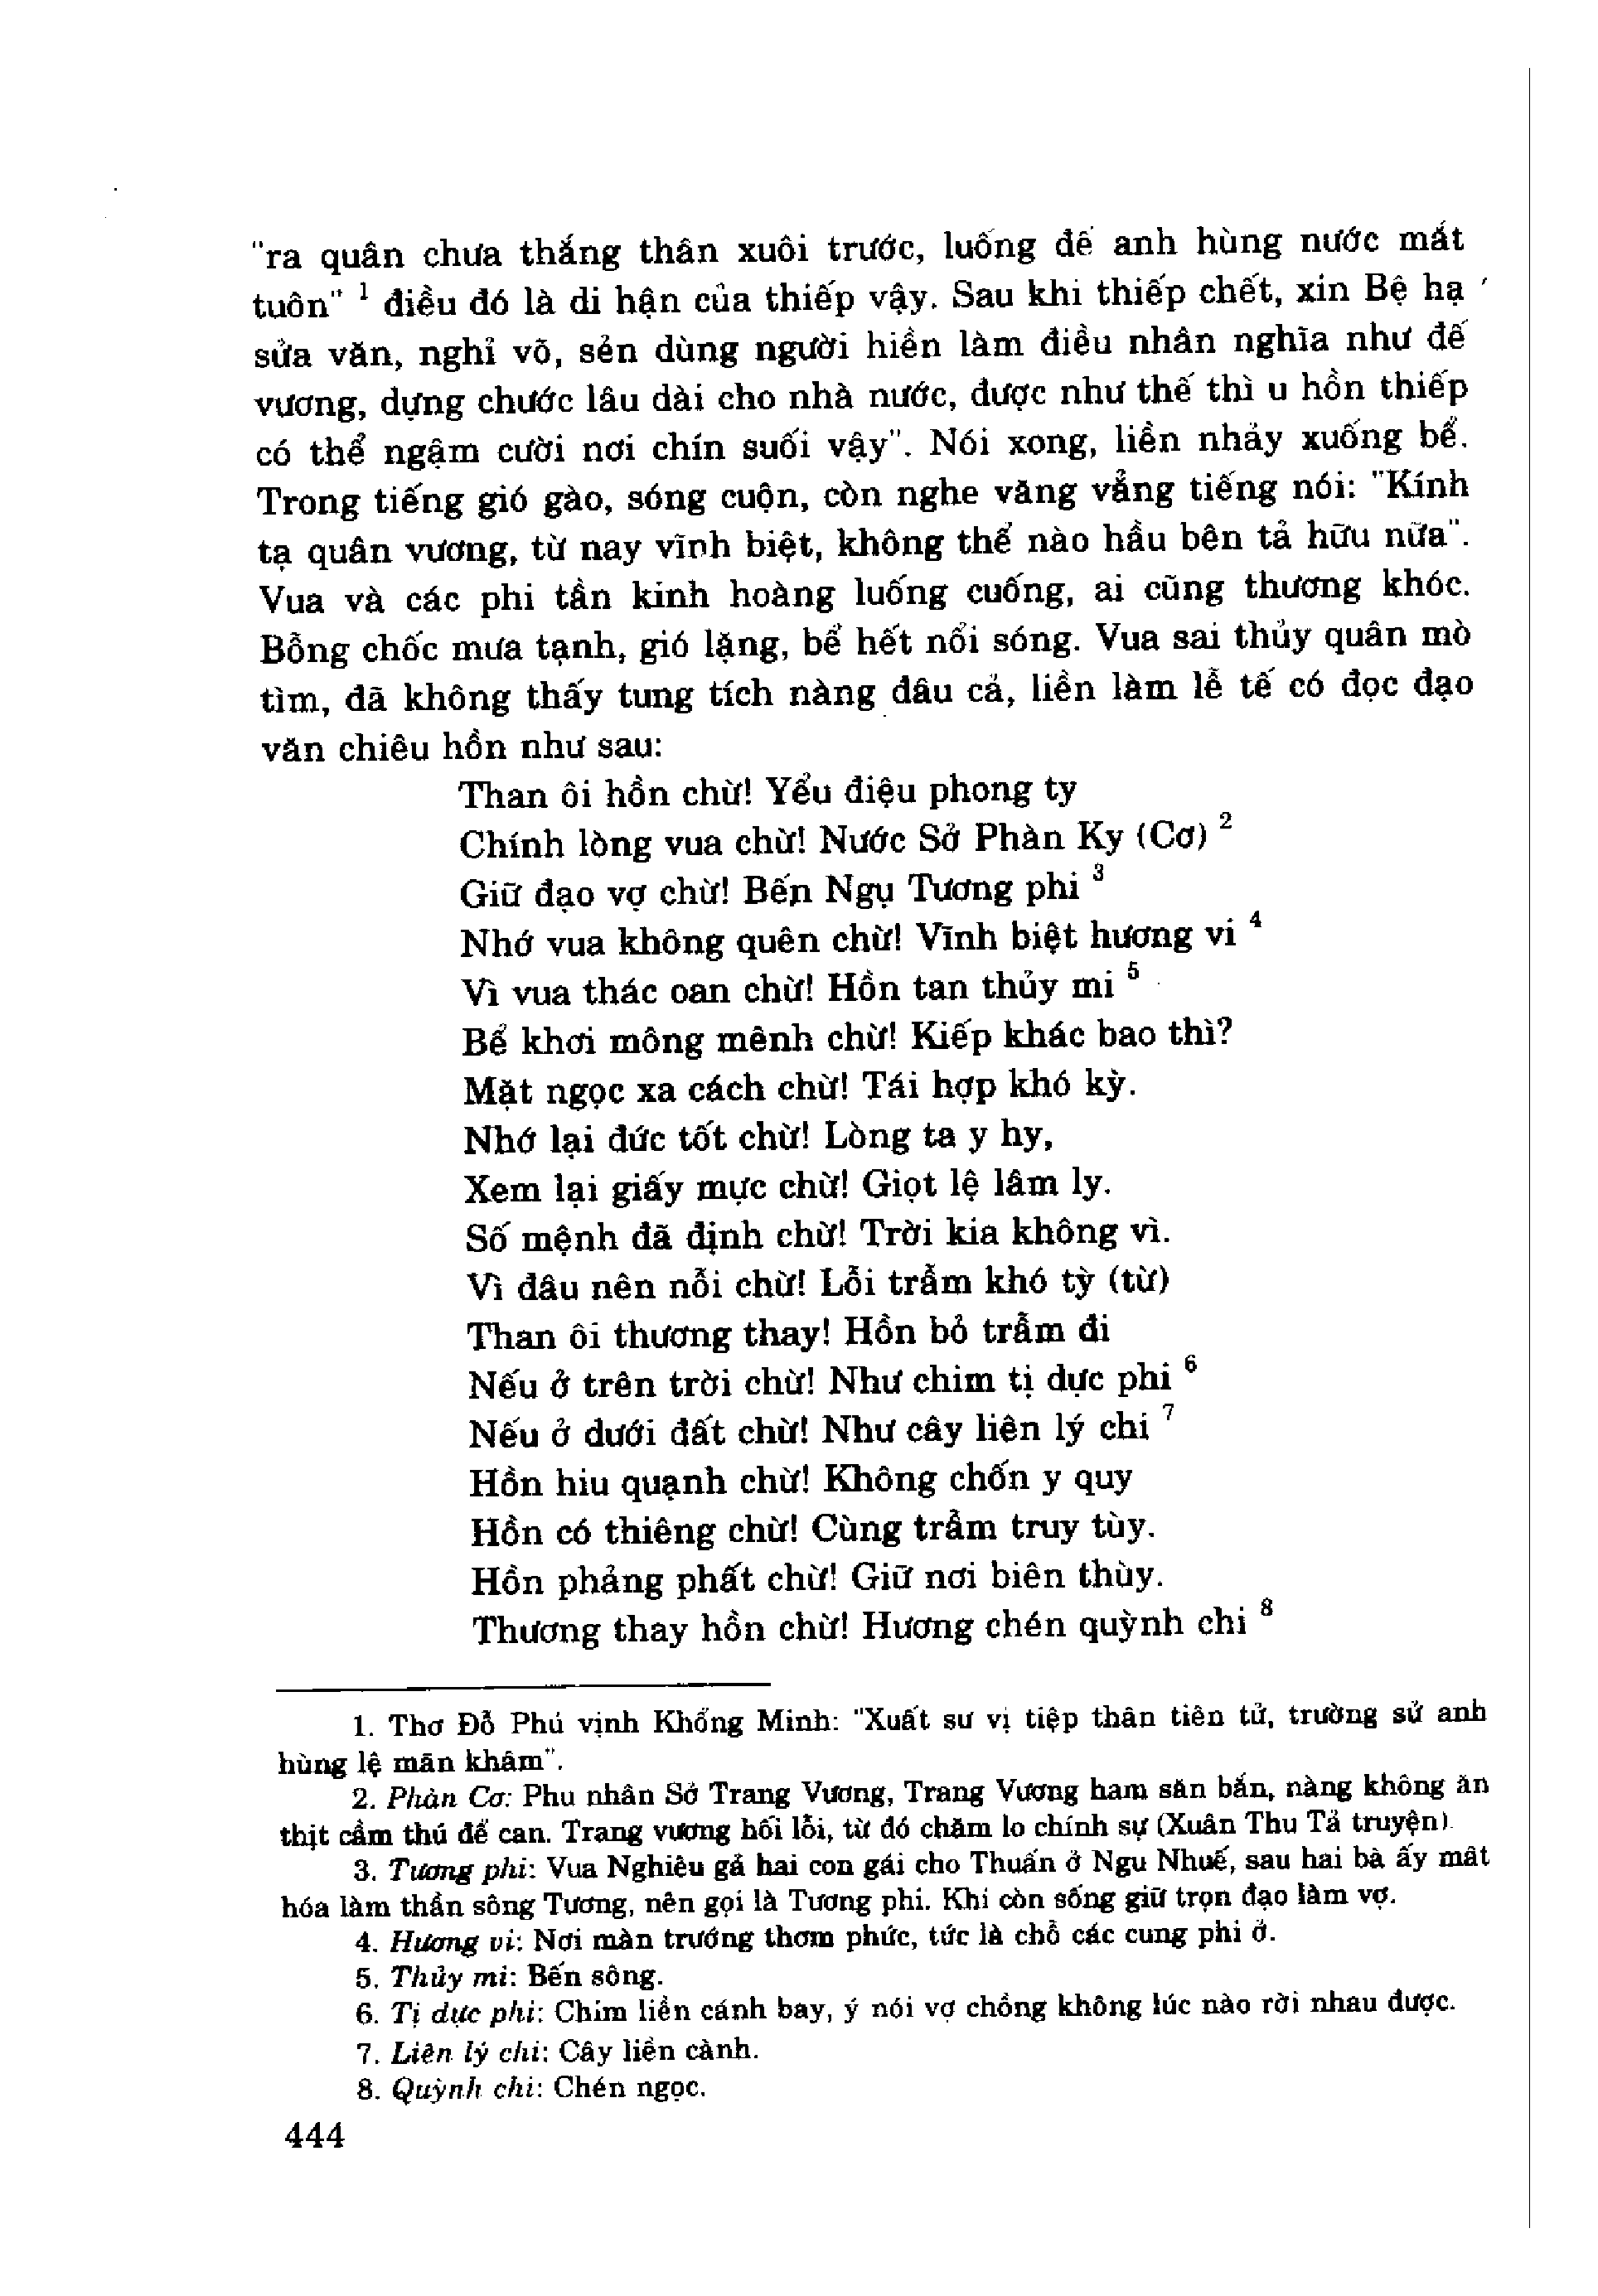 "ra quân chưa thắng thân xuôi trước, luống để anh hùng nước mắt
tuôn" 1 điều đó là di hận của thiếp vậy. Sau khi thiếp chết, xin Bệ hạ
sửa văn, nghỉ võ, sẻn dùng người hiền làm điều nhân nghĩa như đế
vương, dựng chước lâu dài cho nhà nước, được như thế thì u hồn thiếp
có thể ngậm cười nơi chín suối vậy". Nói xong, liền nhảy xuống bể.
Trong tiếng gió gào, sóng cuộn, còn nghe văng vẳng tiếng nói: "Kính
tạ quân vương, từ nay vĩnh biệt, không thể nào hầu bên tả hữu nữa".
Vua và các phi tần kinh hoàng luống cuống, ai cũng thương khóc.
Bỗng chốc mưa tạnh, gió lặng, bể hết nổi sóng. Vua sai thủy quân mò
tìm, đã không thấy tung tích nàng đâu cả, liền làm lễ tế có đọc đạo
văn chiêu hồn như sau:
Than ôi hồn chừ! Yểu điệu phong ty
Chính lòng vua chừ! Nước Sở Phàn Ky (Cơ) 2
Giữ đạo vợ chừ! Bến Ngụ Tương phi 3
Nhớ vua không quên chừ! Vĩnh biệt hương vi 4
Vì vua thác oan chừ! Hồn tan thủy mi 5
Bể khơi mông mênh chừ! Kiếp khác bao thì?
Mặt ngọc xa cách chừ! Tái hợp khó kỳ.
Nhớ lại đức tốt chừ! Lòng ta y hy,
Xem lại giấy mực chừ! Giọt lệ lâm ly.
Số mệnh đã định chừ! Trời kia không vì.
Vì đâu nên nỗi chừ! Lỗi trẫm khó tỳ (từ)
Than ôi thương thay! Hồn bỏ trẫm đi
Nếu ở trên trời chừ! Như chim tị dực phi 6
Nếu ở dưới đất chừ! Như cây liên lý chi 7
Hồn hiu quạnh chừ! Không chốn y quy
Hồn có thiêng chừ! Cùng trẫm truy tùy.
Hồn phảng phất chừ! Giữ nơi biên thùy.
Thương thay hồn chừ! Hương chén quỳnh chi 8
1. Thơ Đỗ Phủ vịnh Khổng Minh: "Xuất sư vị tiệp thân tiên tử, trường sử anh
hùng lệ mãn khâm".
2. Phàn Cơ: Phu nhân Sở Trang Vương, Trang Vương ham săn bắn, nàng không ăn
thịt cầm thú để can. Trang vương hối lỗi, từ đó chăm lo chính sự (Xuân Thu Tả truyện).
3. Tương phi: Vua Nghiêu gả hai con gái cho Thuấn ở Ngu Nhuế, sau hai bà ấy mất
hóa làm thần sông Tương, nên gọi là Tương phi. Khi còn sống giữ trọn đạo làm vợ.
4. Hương vi: Nơi màn trướng thơm phức, tức là chỗ các cung phi ở.
5. Thủy mi: Bến sông.
6. Tị dực phi: Chim liền cánh bay, ý nói vợ chồng không lúc nào rời nhau được.
7. Liên lý chi: Cây liền cành.
8. Quỳnh chi: Chén ngọc.
444